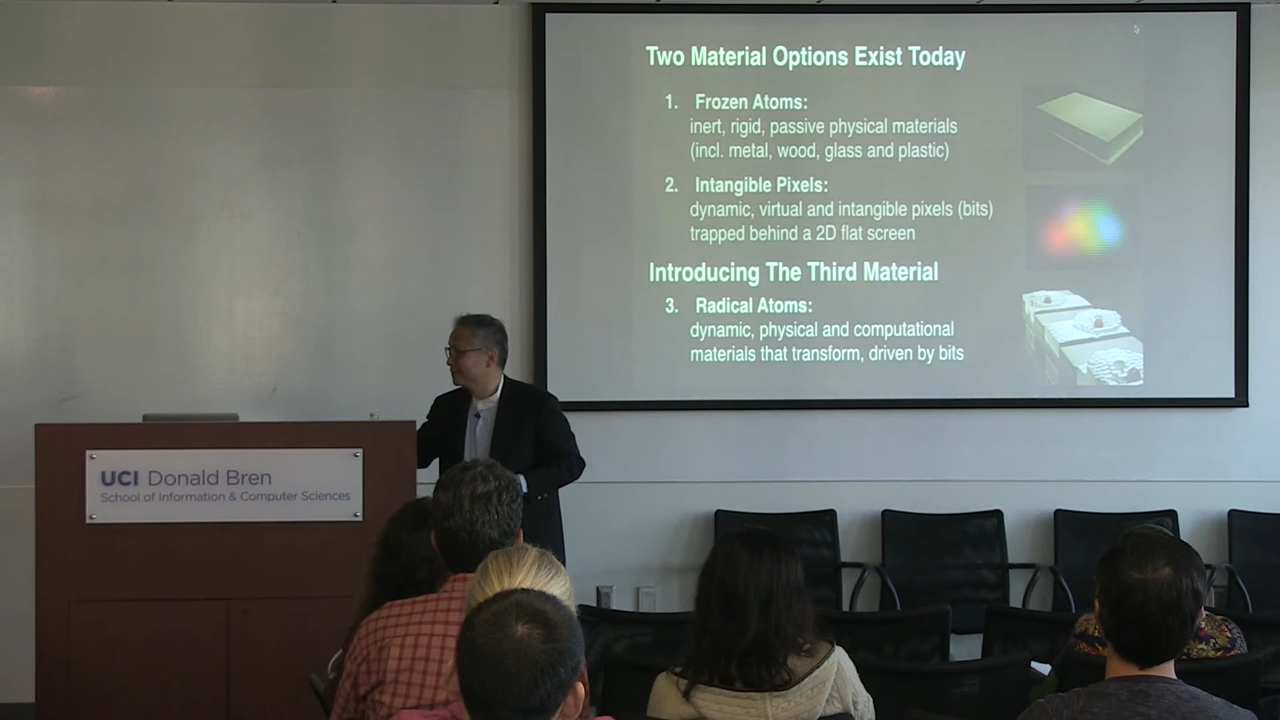 Two Material Options Exist Today
1. Frozen Atoms:
inert, rigid, passive physical materials
(incl. metal, wood, glass and plastic)
2. Intangible Pixels:
dynamic, virtual and intangible pixels (bits)
trapped behind a 2D flat screen
Introducing The Third Material
3. Radical Atoms:
dynamic, physical and computational
materials that transform, driven by bits
UCI Donald Bren
School of Information & Computer Sciences